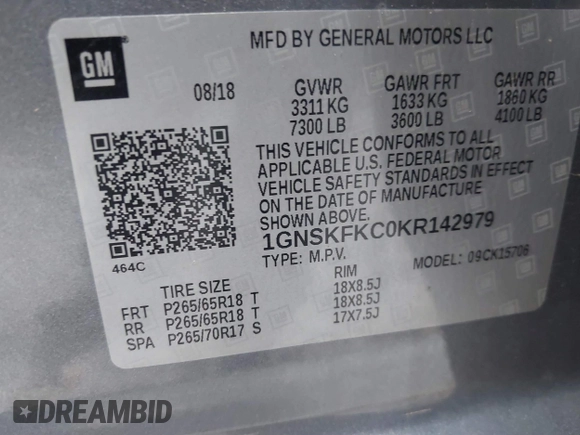 GM
MFD BY GENERAL MOTORS LLC
08/18 GVWR GAWR FRT GAWR RR
3311 KG 1633 KG 1860 KG
7300 LB 3600 LB 4100 LB
THIS VEHICLE CONFORMS TO ALL
APPLICABLE U.S. FEDERAL MOTOR
VEHICLE SAFETY STANDARDS IN EFFECT
ON THE DATE OF MANUFACTURE
SHOWN ABOVE.
1GNSKFKC0KR142979
464C TYPE: M.P.V. MODEL: 09CK15706
TIRE SIZE RIM
FRT P265/65R18 T 18X8.5J
RR P265/65R18 T 18X8.5J
SPA P265/70R17 S 17X7.5J
DREAMBID